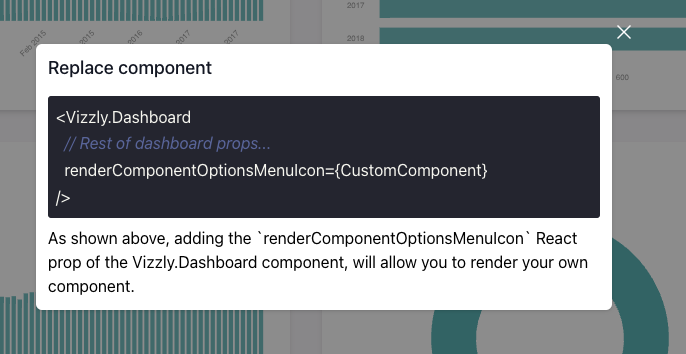 2017
2018
600
Feb 2015
2015
2016
2017
2017
Replace component
<Vizzly.Dashboard
// Rest of dashboard props...
renderComponentOptionsMenuIcon={CustomComponent}
/>
As shown above, adding the `renderComponentOptionsMenuIcon` React
prop of the Vizzly.Dashboard component, will allow you to render your own
component.